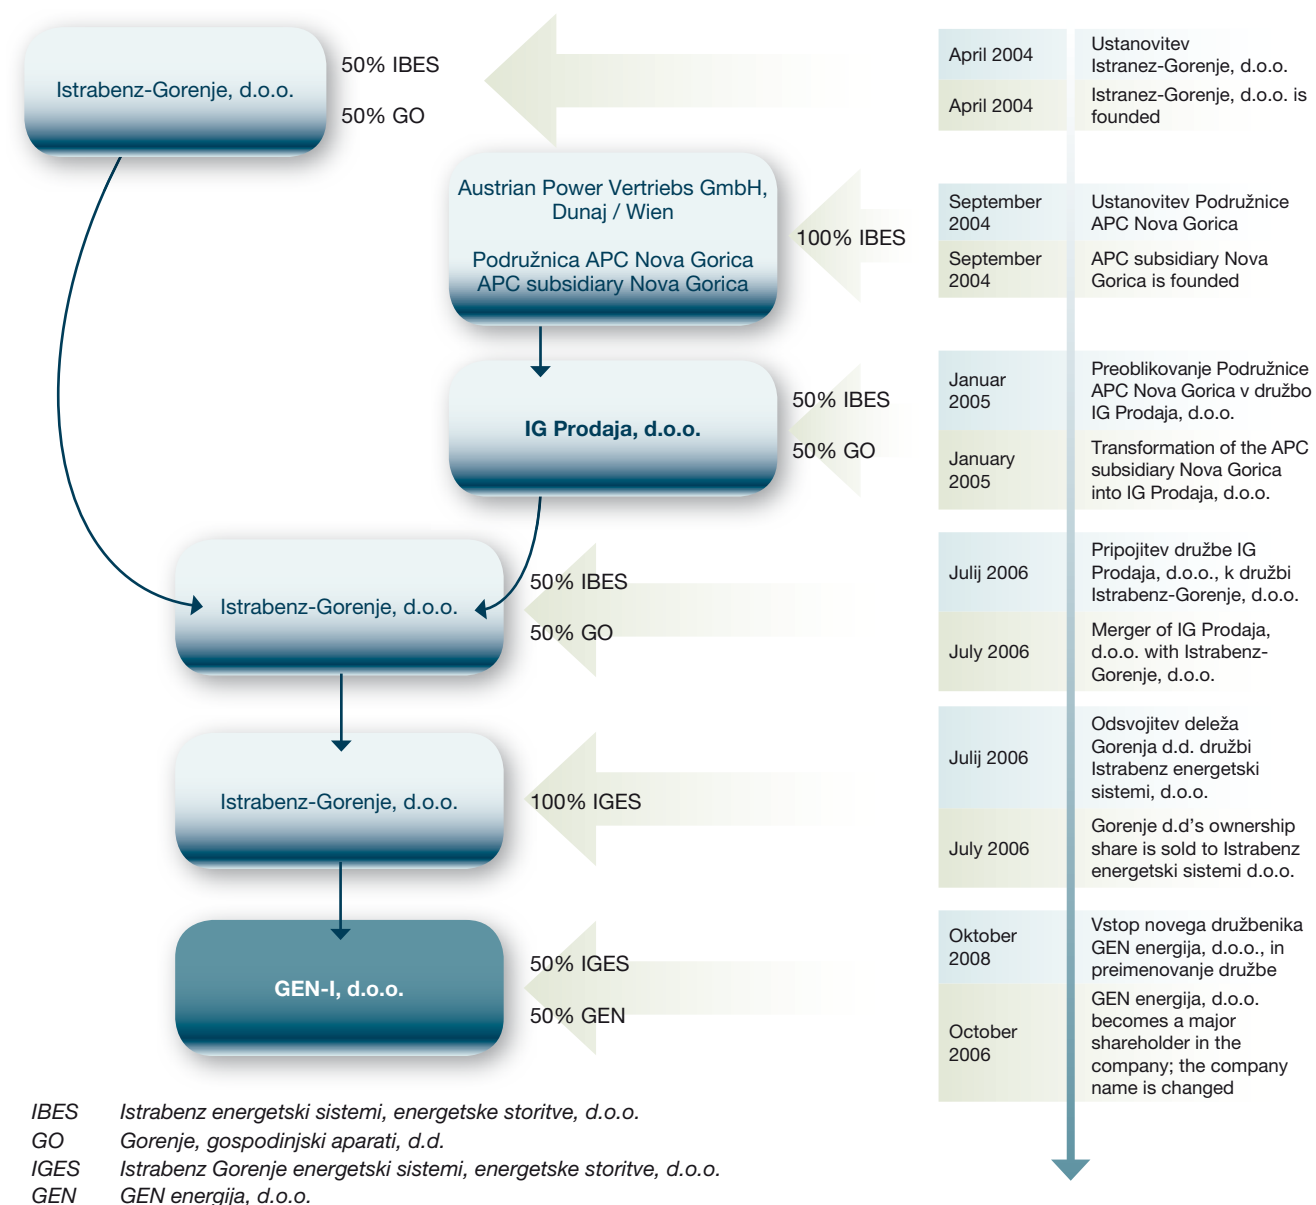 Istrabenz-Gorenje, d.o.o.
50% IBES
50% GO
April 2004
Ustanovitev
Istranez-Gorenje, d.o.o.
April 2004
Istranez-Gorenje, d.o.o. is
founded
Austrian Power Vertriebs GmbH,
Dunaj / Wien
Podružnica APC Nova Gorica
APC subsidiary Nova Gorica
100% IBES
September
2004
Ustanovitev Podružnice
APC Nova Gorica
September
2004
APC subsidiary Nova
Gorica is founded
IG Prodaja, d.o.o.
50% IBES
50% GO
Januar
2005
Preoblikovanje Podružnice
APC Nova Gorica v družbo
IG Prodaja, d.o.o.
January
2005
Transformation of the APC
subsidiary Nova Gorica
into IG Prodaja, d.o.o.
Istrabenz-Gorenje, d.o.o.
50% IBES
50% GO
Julij 2006
Pripojitev družbe IG
Prodaja, d.o.o., k družbi
Istrabenz-Gorenje, d.o.o.
July 2006
Merger of IG Prodaja,
d.o.o. with Istrabenz-
Gorenje, d.o.o.
Istrabenz-Gorenje, d.o.o.
100% IGES
Julij 2006
Odsvojitev deleža
Gorenja d.d. družbi
Istrabenz energetski
sistemi, d.o.o.
July 2006
Gorenje d.d's ownership
share is sold to Istrabenz
energetski sistemi d.o.o.
GEN-I, d.o.o.
50% IGES
50% GEN
Oktober
2008
Vstop novega družbenika
GEN energija, d.o.o., in
preimenovanje družbe
October
2006
GEN energija, d.o.o.
becomes a major
shareholder in the
company; the company
name is changed
IBES Istrabenz energetski sistemi, energetske storitve, d.o.o.
GO Gorenje, gospodinjski aparati, d.d.
IGES Istrabenz Gorenje energetski sistemi, energetske storitve, d.o.o.
GEN GEN energija, d.o.o.